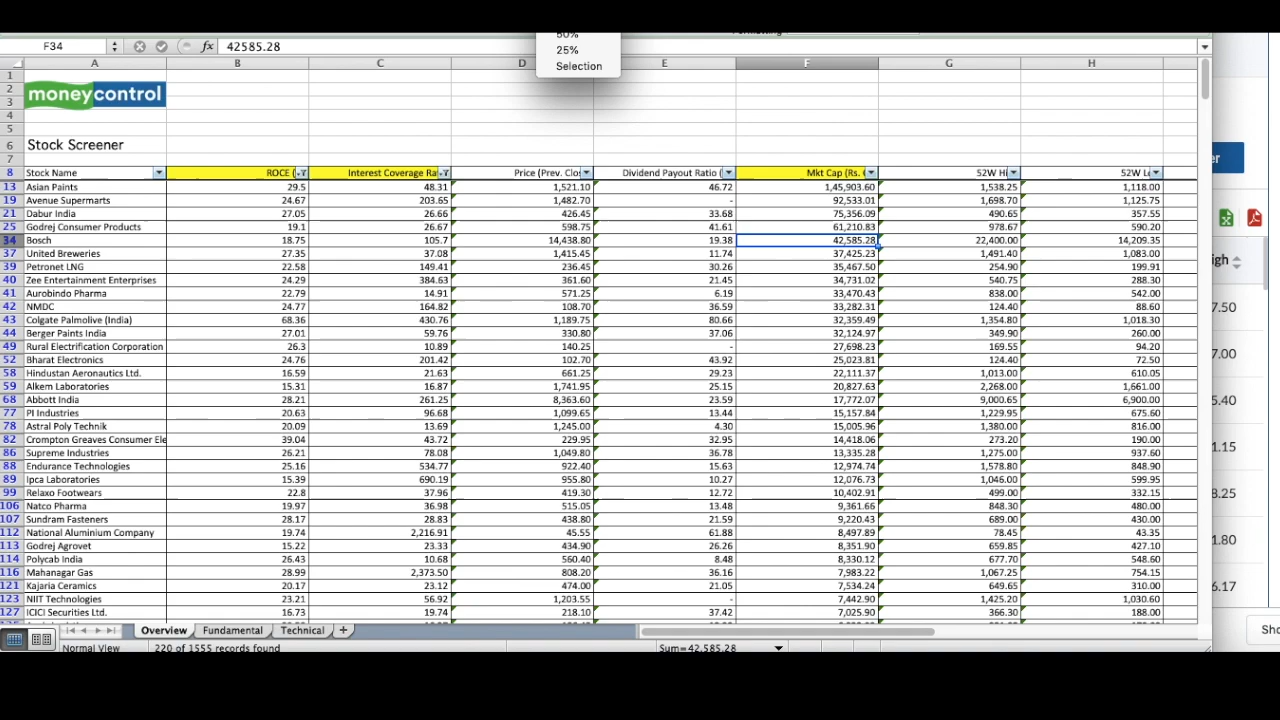 50%
F34 fx 42585.28
25%
Selection
A B C D E F G H
1
2
moneycontrol
3
4
5
6 Stock Screener
7
8 Stock Name ROCE ( Interest Coverage Ra Price (Prev. Clos Dividend Payout Ratio ( Mkt Cap (Rs. 52W Hi 52W L
13 Asian Paints 29.5 48.31 1,521.10 46.72 1,45,903.60 1,538.25 1,118.00
19 Avenue Supermarts 24.67 203.65 1,482.70 - 92,533.01 1,698.70 1,125.75
21 Dabur India 27.05 26.66 426.45 33.68 75,356.09 490.65 357.55
25 Godrej Consumer Products 19.1 26.67 598.75 41.61 61,210.83 978.67 590.20
34 Bosch 18.75 105.7 14,438.80 19.38 42,585.28 22,400.00 14,209.35
37 United Breweries 27.35 37.08 1,415.45 11.74 37,425.23 1,491.40 1,083.00
39 Petronet LNG 22.58 149.41 236.45 30.26 35,467.50 254.90 199.91
40 Zee Entertainment Enterprises 24.29 384.63 361.60 21.45 34,731.02 540.75 288.30
41 Aurobindo Pharma 22.79 14.91 571.25 6.19 33,470.43 838.00 542.00
42 NMDC 24.77 164.82 108.70 36.59 33,282.31 124.40 88.60
43 Colgate Palmolive (India) 68.36 430.76 1,189.75 80.66 32,359.49 1,354.80 1,018.30
44 Berger Paints India 27.01 59.76 330.80 37.06 32,124.97 349.90 260.00
49 Rural Electrification Corporation 26.3 10.89 140.25 - 27,698.23 169.55 94.20
52 Bharat Electronics 24.76 201.42 102.70 43.92 25,023.81 124.40 72.50
58 Hindustan Aeronautics Ltd. 16.59 21.63 661.25 29.23 22,111.37 1,013.00 610.05
59 Alkem Laboratories 15.31 16.87 1,741.95 25.15 20,827.63 2,268.00 1,661.00
68 Abbott India 28.21 261.25 8,363.60 23.59 17,772.07 9,000.65 6,900.00
77 PI Industries 20.63 96.68 1,099.65 13.44 15,157.84 1,229.95 675.60
78 Astral Poly Technik 20.09 13.69 1,245.00 4.30 15,005.96 1,380.00 816.00
82 Crompton Greaves Consumer Ele 39.04 43.72 229.95 32.95 14,418.06 273.20 190.00
86 Supreme Industries 26.21 78.08 1,049.80 36.78 13,335.28 1,275.00 937.60
88 Endurance Technologies 25.16 534.77 922.40 15.63 12,974.74 1,578.80 848.90
89 Ipca Laboratories 15.39 690.19 955.80 10.27 12,076.73 1,046.00 599.95
99 Relaxo Footwears 22.8 37.96 419.30 12.72 10,402.91 499.00 332.15
106 Natco Pharma 19.97 36.98 515.05 13.48 9,361.66 848.30 480.00
107 Sundram Fasteners 28.17 28.83 438.80 21.59 9,220.43 689.00 430.00
112 National Aluminium Company 19.74 2,216.91 45.55 61.88 8,497.89 78.45 43.35
113 Godrej Agrovet 15.22 23.33 434.90 26.26 8,351.90 659.85 427.10
114 Polycab India 26.43 10.68 560.40 8.48 8,330.12 677.70 548.60
116 Mahanagar Gas 28.99 2,373.50 808.20 36.16 7,983.22 1,067.25 754.15
121 Kajaria Ceramics 20.17 23.12 474.00 21.05 7,534.24 649.65 310.00
123 NIIT Technologies 23.21 56.92 1,203.55 - 7,442.90 1,425.20 1,030.60
127 ICICI Securities Ltd. 16.73 19.74 218.10 37.42 7,025.90 366.30 188.00
Overview Fundamental Technical +
Normal View 220 of 1555 records found Sum=42,585.28
er
igh
7.50
7.00
5.40
1.15
8.25
1.80
6.17
Sho